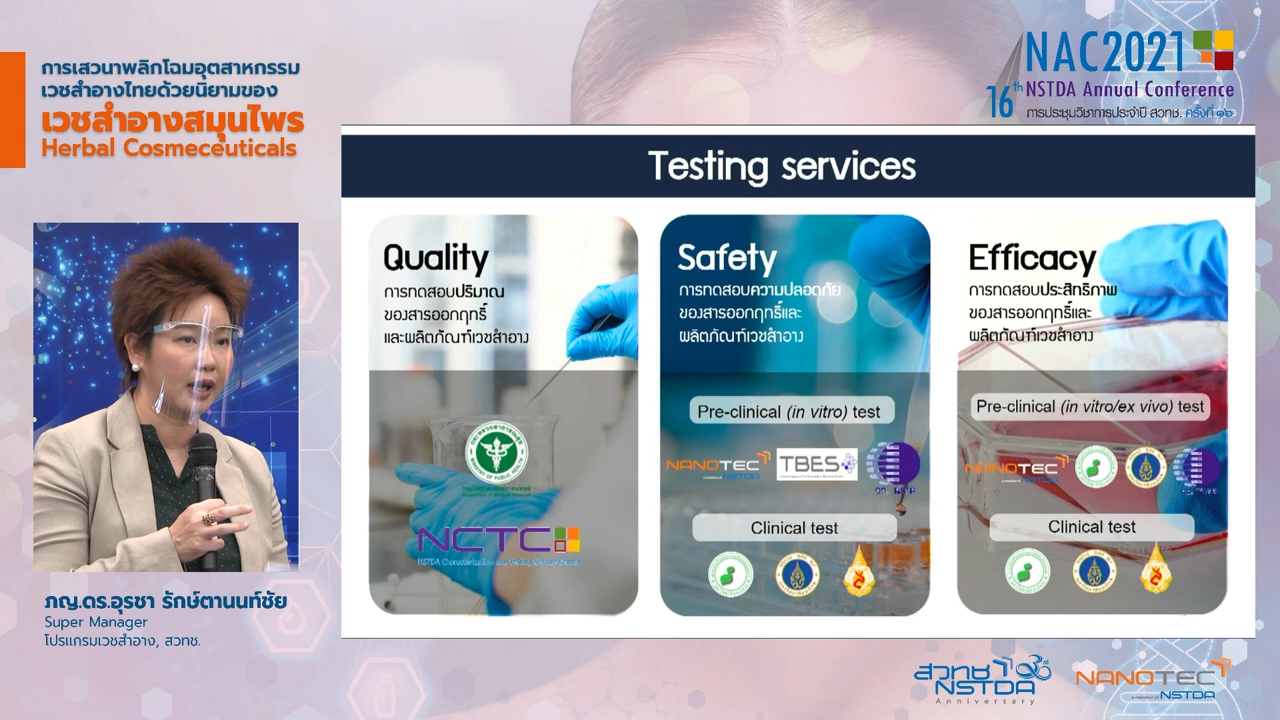 การเสวนาพลิกโฉมอุตสาหกรรม
เวชสำอางไทยด้วยนิยามของ
เวชสำอางสมุนไพร
Herbal Cosmeceuticals
NAC2021
16th NSTDA Annual Conference
การประชุมวิชาการประจำปี สวทช. ครั้งที่ ๑๖
Testing services
Quality
การทดสอบปริมาณ
ของสารออกฤทธิ์
และผลิตภัณฑ์เวชสำอาง
NCTC
NSTDA Characterization and Testing Service Center
Safety
การทดสอบความปลอดภัย
ของสารออกฤทธิ์และ
ผลิตภัณฑ์เวชสำอาง
Pre-clinical (in vitro) test
NANOTEC
a member of NSTDA
TBES
Clinical test
Efficacy
การทดสอบประสิทธิภาพ
ของสารออกฤทธิ์และ
ผลิตภัณฑ์เวชสำอาง
Pre-clinical (in vitro/ex vivo) test
NANOTEC
a member of NSTDA
Clinical test
ภญ.ดร.อุรชา รักษ์ตานนท์ชัย
Super Manager
โปรแกรมเวชสำอาง, สวทช.
สวทช
NSTDA
Anniversary
NANOTEC
a member of NSTDA